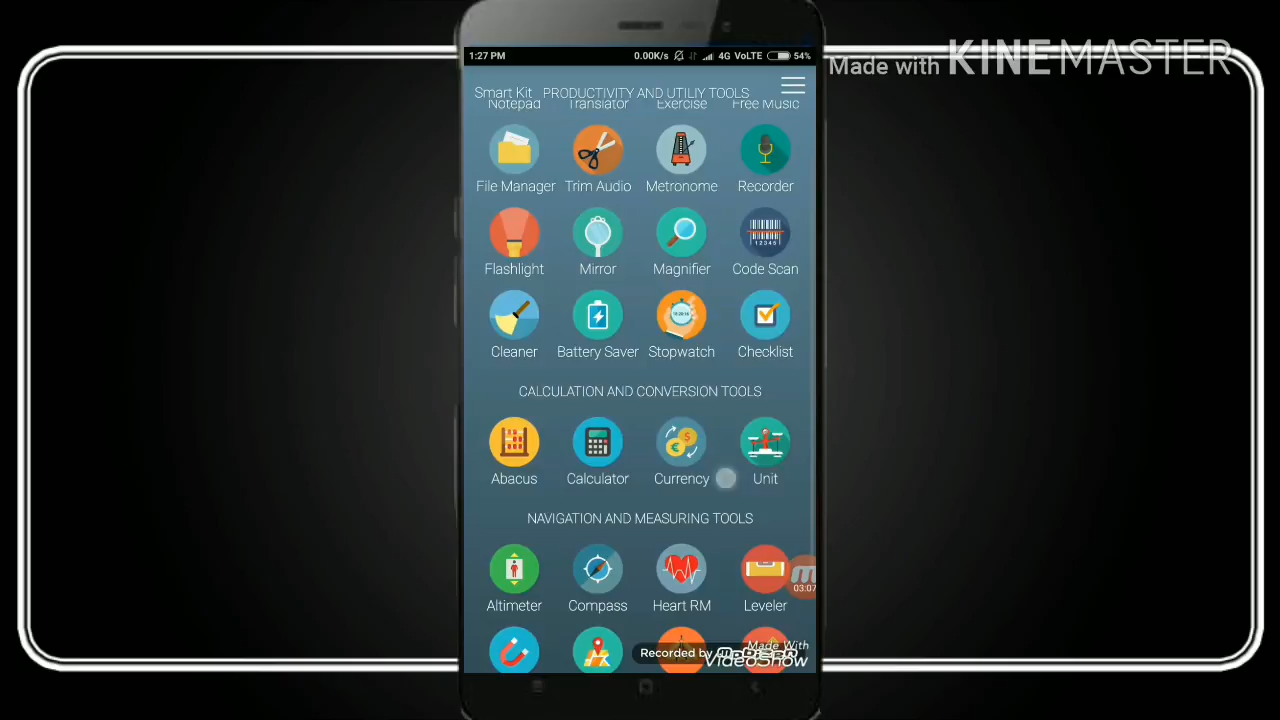 1:27 PM 0.00K/s 4G VoLTE 54%
Made with KINEMASTER
Smart Kit PRODUCTIVITY AND UTILIY TOOLS
Notepad Translator Exercise Free Music
File Manager Trim Audio Metronome Recorder
12345
Flashlight Mirror Magnifier Code Scan
Cleaner Battery Saver Stopwatch Checklist
CALCULATION AND CONVERSION TOOLS
Abacus Calculator Currency Unit
NAVIGATION AND MEASURING TOOLS
03:07
Altimeter Compass Heart RM Leveler
Made With
Recorded by
VideoShow